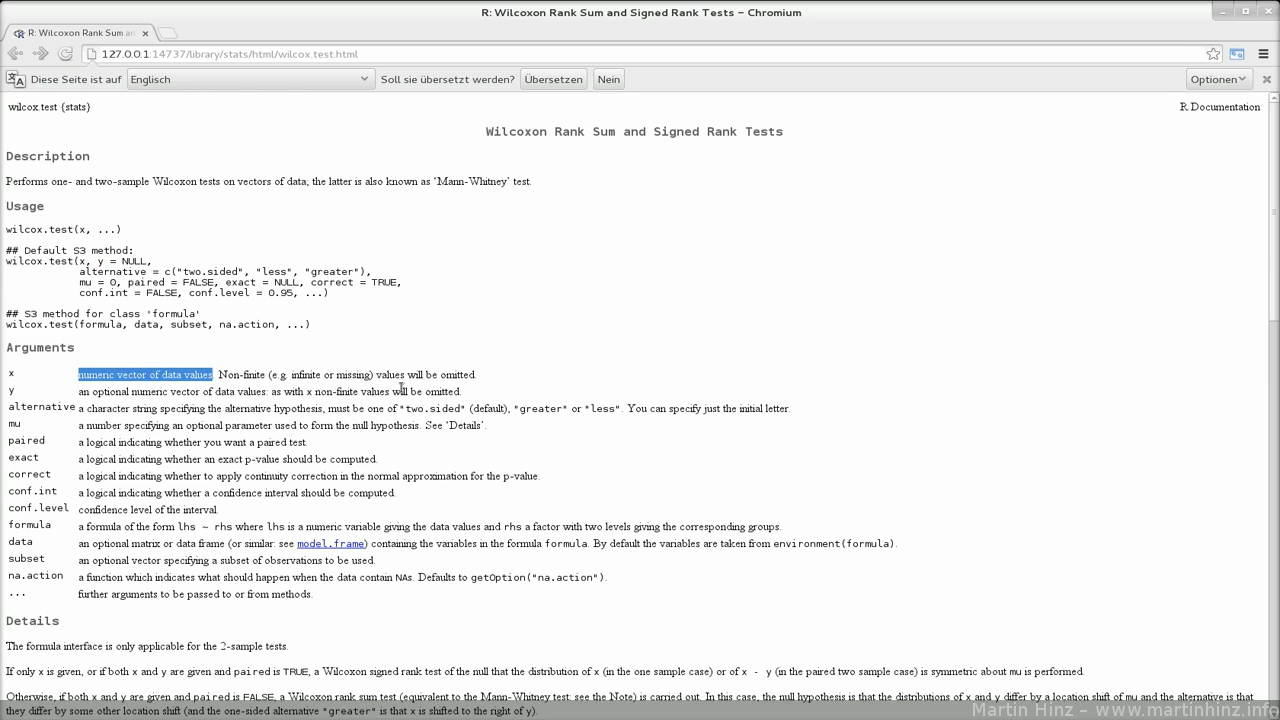 R: Wilcoxon Rank Sum and Signed Rank Tests - Chromium
R: Wilcoxon Rank Sum an
127.0.0.1:14737/library/stats/html/wilcox.test.html
Diese Seite ist auf Englisch Soll sie übersetzt werden? Übersetzen Nein Optionen
wilcox.test {stats} R Documentation
Wilcoxon Rank Sum and Signed Rank Tests
Description
Performs one- and two-sample Wilcoxon tests on vectors of data; the latter is also known as ‘Mann-Whitney’ test.
Usage
wilcox.test(x, ...)
## Default S3 method:
wilcox.test(x, y = NULL,
alternative = c("two.sided", "less", "greater"),
mu = 0, paired = FALSE, exact = NULL, correct = TRUE,
conf.int = FALSE, conf.level = 0.95, ...)
## S3 method for class 'formula'
wilcox.test(formula, data, subset, na.action, ...)
Arguments
x numeric vector of data values. Non-finite (e.g. infinite or missing) values will be omitted.
y an optional numeric vector of data values: as with x non-finite values will be omitted.
alternative a character string specifying the alternative hypothesis, must be one of "two.sided" (default), "greater" or "less". You can specify just the initial letter.
mu a number specifying an optional parameter used to form the null hypothesis. See ‘Details’.
paired a logical indicating whether you want a paired test.
exact a logical indicating whether an exact p-value should be computed.
correct a logical indicating whether to apply continuity correction in the normal approximation for the p-value.
conf.int a logical indicating whether a confidence interval should be computed.
conf.level confidence level of the interval.
formula a formula of the form lhs ~ rhs where lhs is a numeric variable giving the data values and rhs a factor with two levels giving the corresponding groups.
data an optional matrix or data frame (or similar: see model.frame) containing the variables in the formula formula. By default the variables are taken from environment(formula).
subset an optional vector specifying a subset of observations to be used.
na.action a function which indicates what should happen when the data contain NAs. Defaults to getOption("na.action").
... further arguments to be passed to or from methods.
Details
The formula interface is only applicable for the 2-sample tests.
If only x is given, or if both x and y are given and paired is TRUE, a Wilcoxon signed rank test of the null that the distribution of x (in the one sample case) or of x - y (in the paired two sample case) is symmetric about mu is performed.
Otherwise, if both x and y are given and paired is FALSE, a Wilcoxon rank sum test (equivalent to the Mann-Whitney test: see the Note) is carried out. In this case, the null hypothesis is that the distributions of x and y differ by a location shift of mu and the alternative is that
they differ by some other location shift (and the one-sided alternative "greater" is that x is shifted to the right of y).
Martin Hinz - www.martinhinz.info